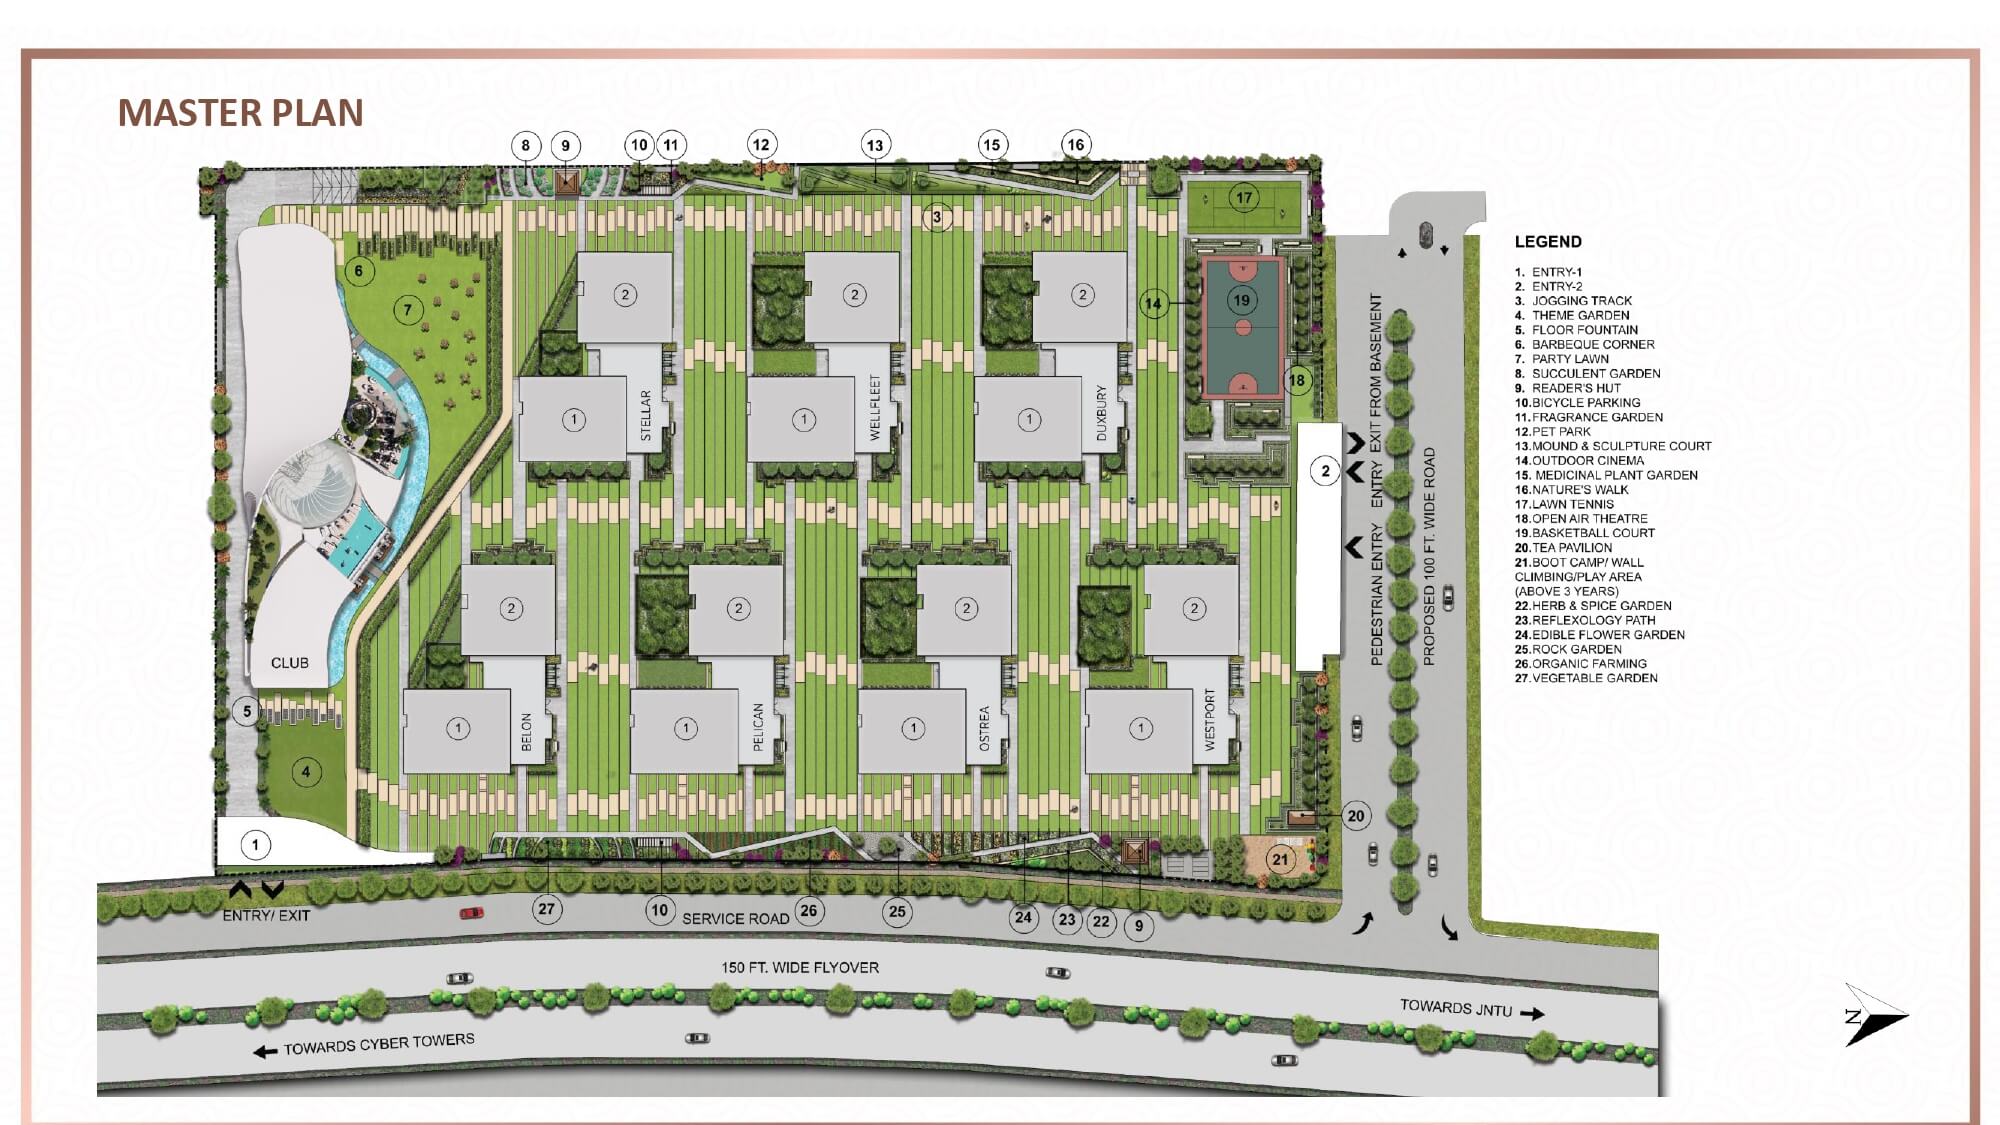 MASTER PLAN
8 9 10 11 12 13 15 16
17
3
6
7
2 2 2
14 19
18
1 STELLAR 1 WELLFLEET 1 DUXBURY
2
ENTRY EXIT FROM BASEMENT
PEDESTRIAN ENTRY
PROPOSED 100 FT. WIDE ROAD
2 2 2 2
CLUB
5
1 BELON 1 PELICAN 1 OSTREA 1 WESTPORT
4
20
1
21
ENTRY/ EXIT
27 10 SERVICE ROAD 26 25 24 23 22 9
150 FT. WIDE FLYOVER
TOWARDS JNTU
TOWARDS CYBER TOWERS
N
LEGEND
1. ENTRY-1
2. ENTRY-2
3. JOGGING TRACK
4. THEME GARDEN
5. FLOOR FOUNTAIN
6. BARBEQUE CORNER
7. PARTY LAWN
8. SUCCULENT GARDEN
9. READER'S HUT
10.BICYCLE PARKING
11.FRAGRANCE GARDEN
12.PET PARK
13.MOUND & SCULPTURE COURT
14.OUTDOOR CINEMA
15. MEDICINAL PLANT GARDEN
16.NATURE'S WALK
17.LAWN TENNIS
18.OPEN AIR THEATRE
19.BASKETBALL COURT
20.TEA PAVILION
21.BOOT CAMP/ WALL
CLIMBING/PLAY AREA
(ABOVE 3 YEARS)
22.HERB & SPICE GARDEN
23.REFLEXOLOGY PATH
24.EDIBLE FLOWER GARDEN
25.ROCK GARDEN
26.ORGANIC FARMING
27.VEGETABLE GARDEN